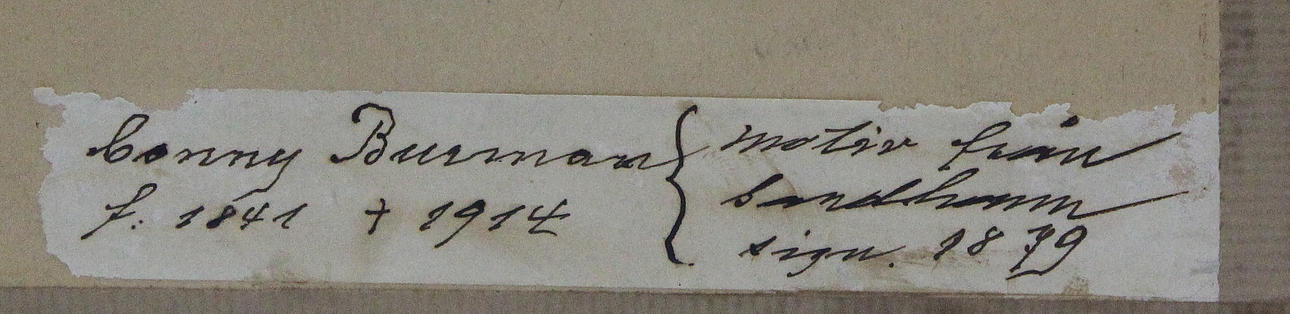 Conny Burman { motiv från
f. 1841 † 1914 sandhamn
sign. 1879